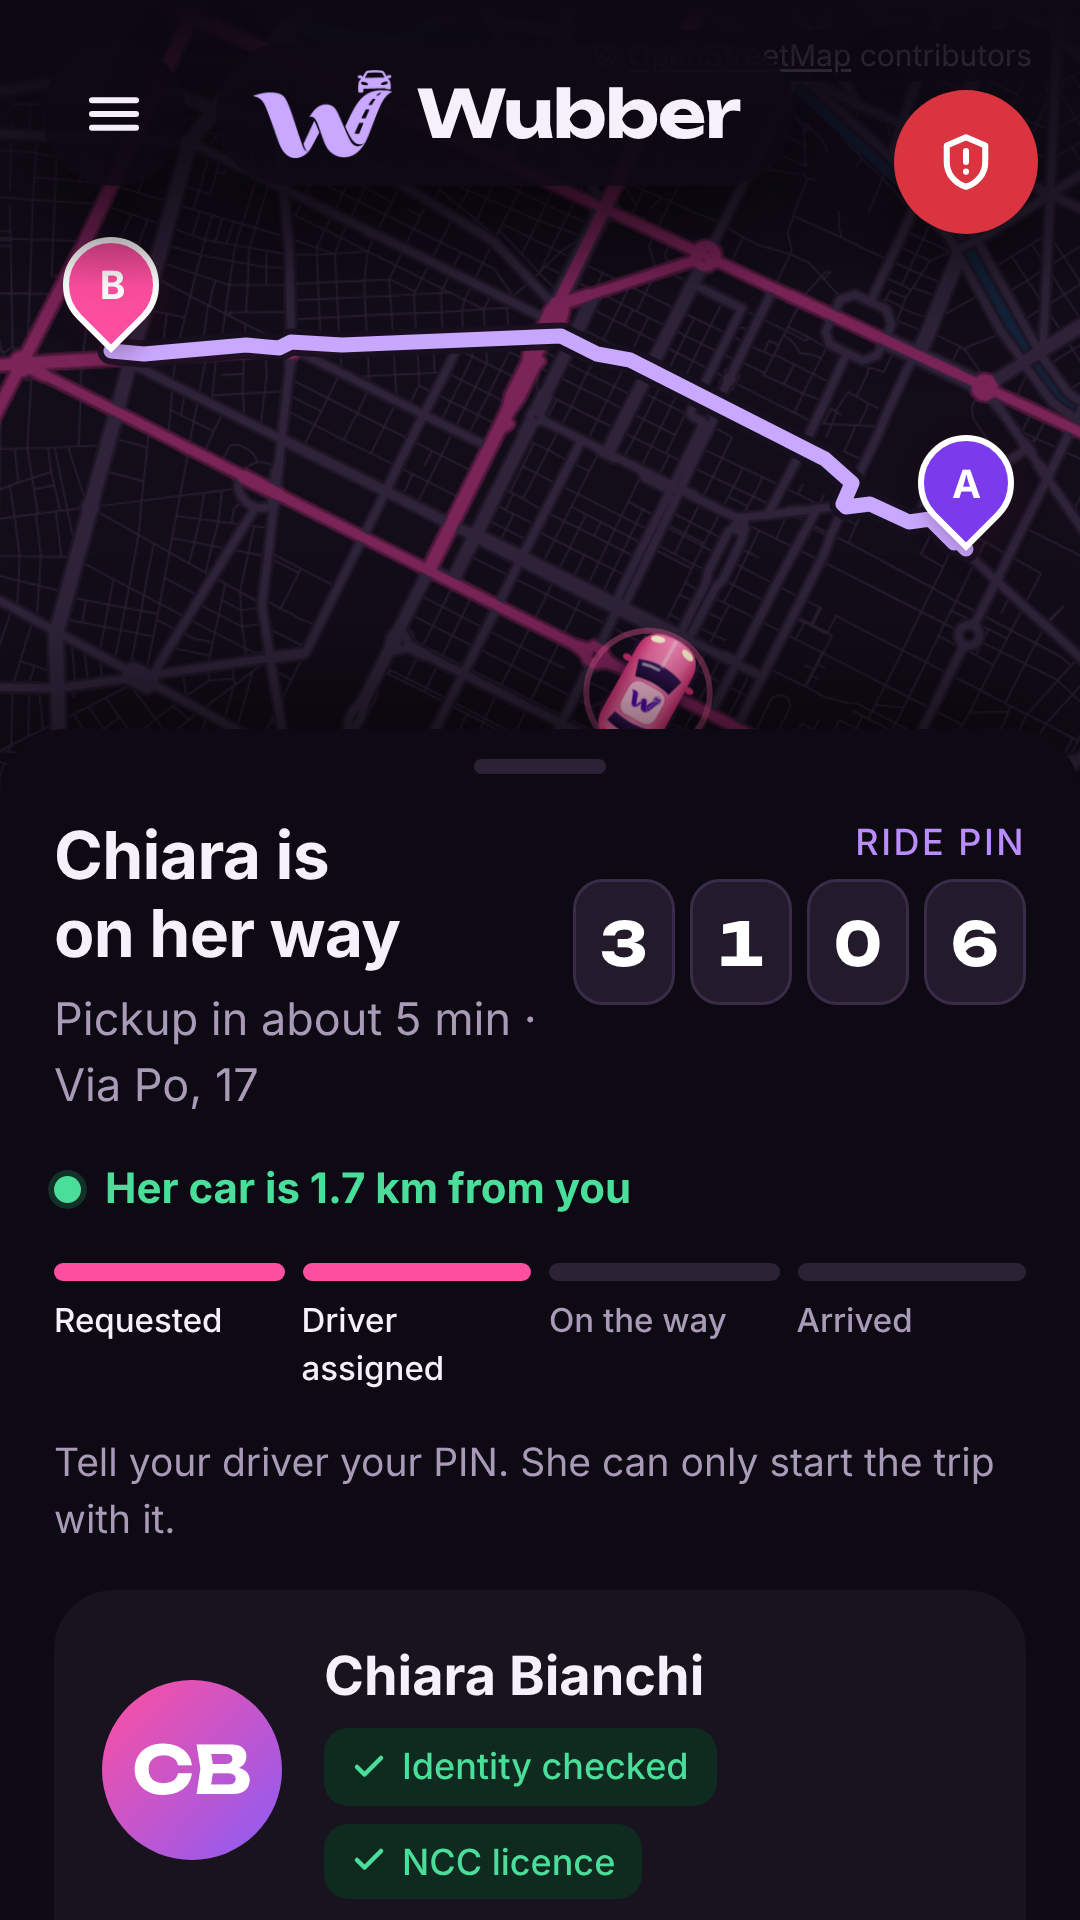 © OpenStreetMap contributors
Wubber
B
A
W
Chiara is
on her way
RIDE PIN
3 1 0 6
Pickup in about 5 min ·
Via Po, 17
Her car is 1.7 km from you
Requested
Driver
assigned
On the way
Arrived
Tell your driver your PIN. She can only start the trip
with it.
CB
Chiara Bianchi
Identity checked
NCC licence